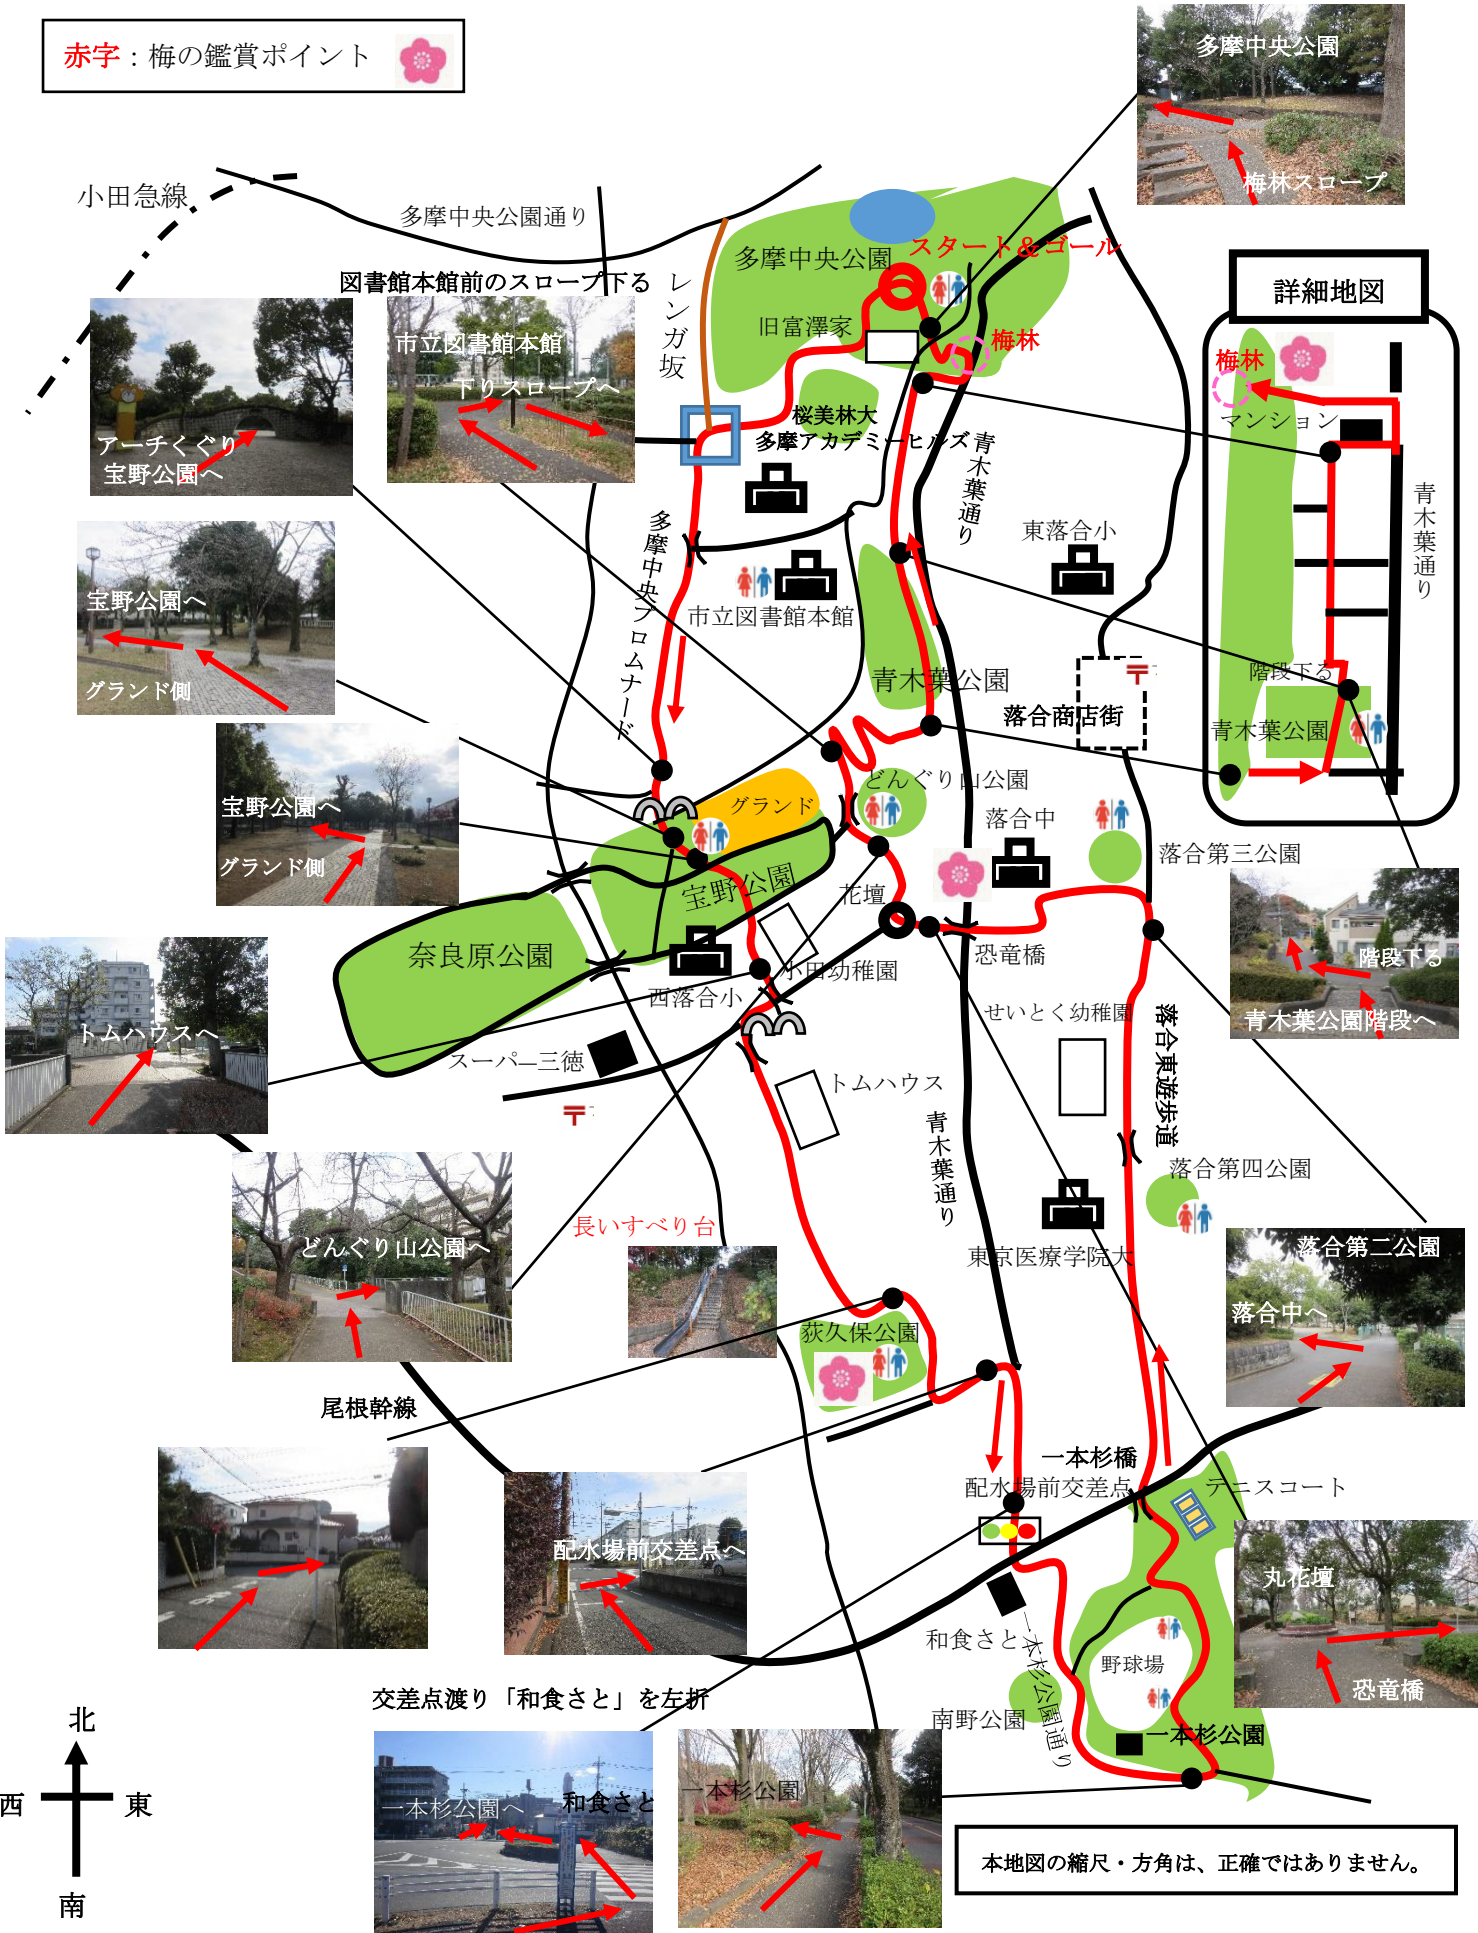 赤字：梅の鑑賞ポイント
多摩中央公園
梅林スロープ
小田急線
多摩中央公園通り
スタート＆ゴール
多摩中央公園
図書館本館前のスロープ下る
レンガ坂
旧富澤家
梅林
詳細地図
梅林
マンション
青木葉通り
階段下る
青木葉公園
市立図書館本館
下りスロープへ
アーチくぐり
宝野公園へ
桜美林大
多摩アカデミーヒルズ
青木葉通り
多摩中央プロムナード
東落合小
市立図書館本館
宝野公園へ
グランド側
青木葉公園
落合商店街
〒
宝野公園へ
グランド側
グランド
どんぐり山公園
落合中
落合第三公園
宝野公園
花壇
奈良原公園
恐竜橋
小田幼稚園
西落合小
せいとく幼稚園
階段下る
青木葉公園階段へ
トムハウスへ
スーパー三徳
〒
トムハウス
落合東遊歩道
青木葉通り
落合第四公園
どんぐり山公園へ
長いすべり台
東京医療学院大
落合第二公園
落合中へ
荻久保公園
尾根幹線
一本杉橋
配水場前交差点
テニスコート
配水場前交差点へ
丸花壇
恐竜橋
和食さと
一本杉公園通り
野球場
南野公園
一本杉公園
交差点渡り「和食さと」を左折
一本杉公園へ
和食さと
一本杉公園
北
西
東
南
本地図の縮尺・方角は、正確ではありません。